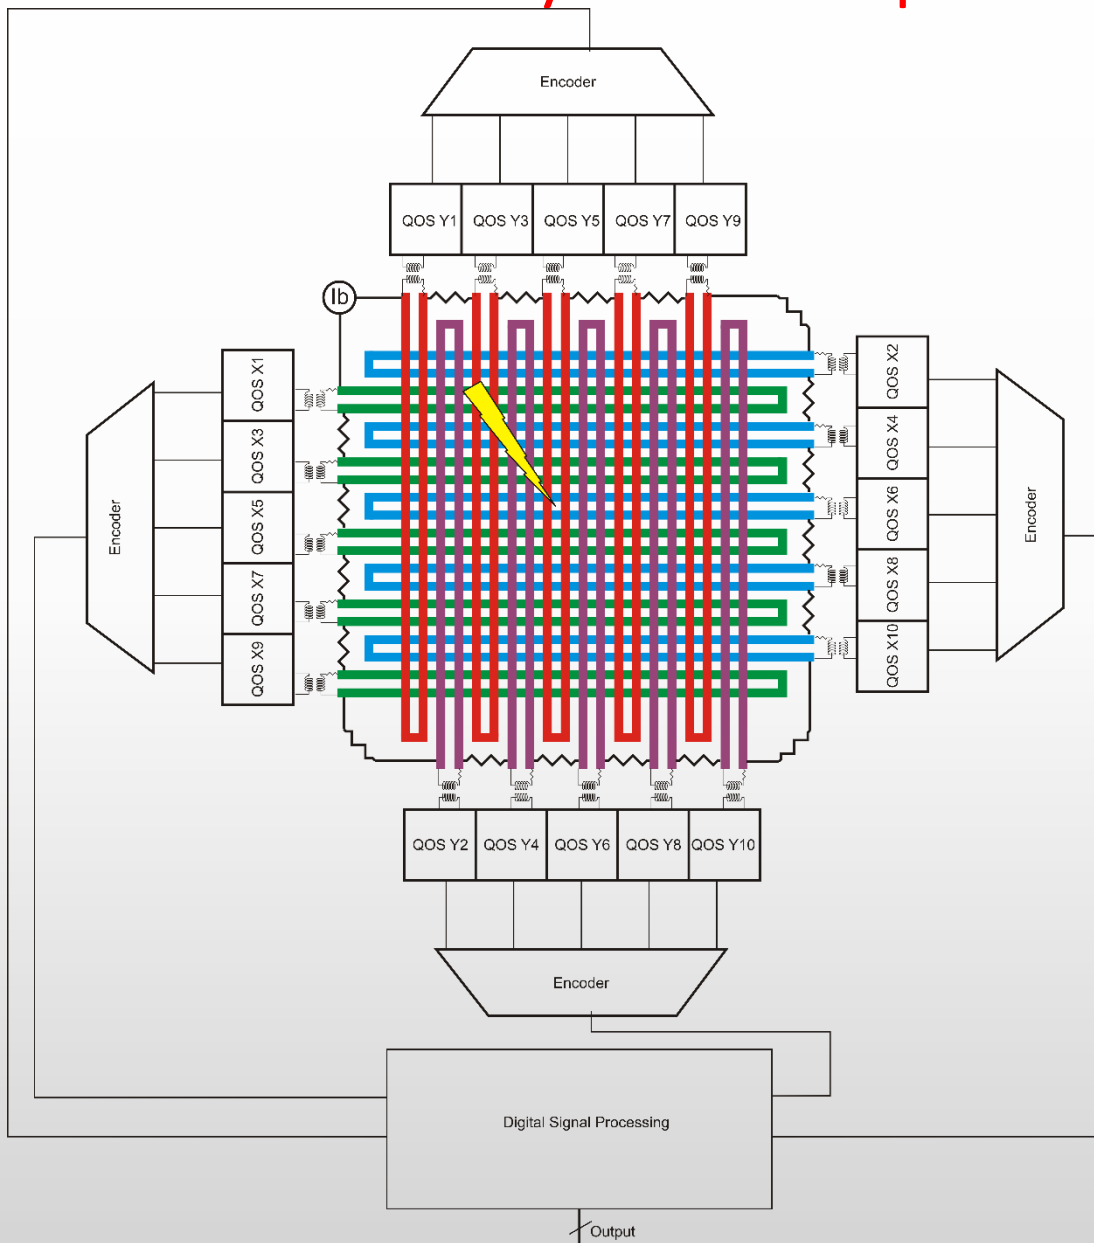 Encoder
QOS Y1
QOS Y3
QOS Y5
QOS Y7
QOS Y9
Ib
QOS X1
QOS X3
QOS X5
QOS X7
QOS X9
Encoder
QOS X2
QOS X4
QOS X6
QOS X8
QOS X10
Encoder
QOS Y2
QOS Y4
QOS Y6
QOS Y8
QOS Y10
Encoder
Digital Signal Processing
Output